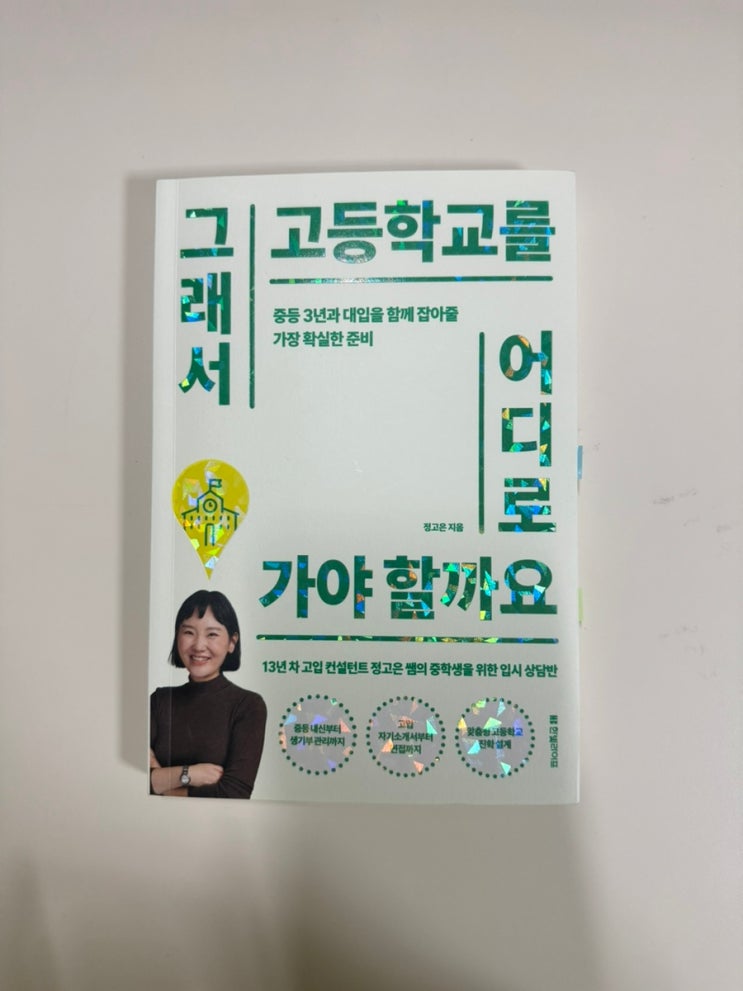 그래서
고등학교를
중등 3년과 대입을 함께 잡아줄
가장 확실한 준비
어디로
정고은 지음
가야 할까요
13년 차 고입 컨설턴트 정고은 쌤의 중학생을 위한 입시 상담반
중등 내신부터
생기부 관리까지
고입
자기소개서부터
면접까지
맞춤형 고등학교
진학 설계
한빛라이프